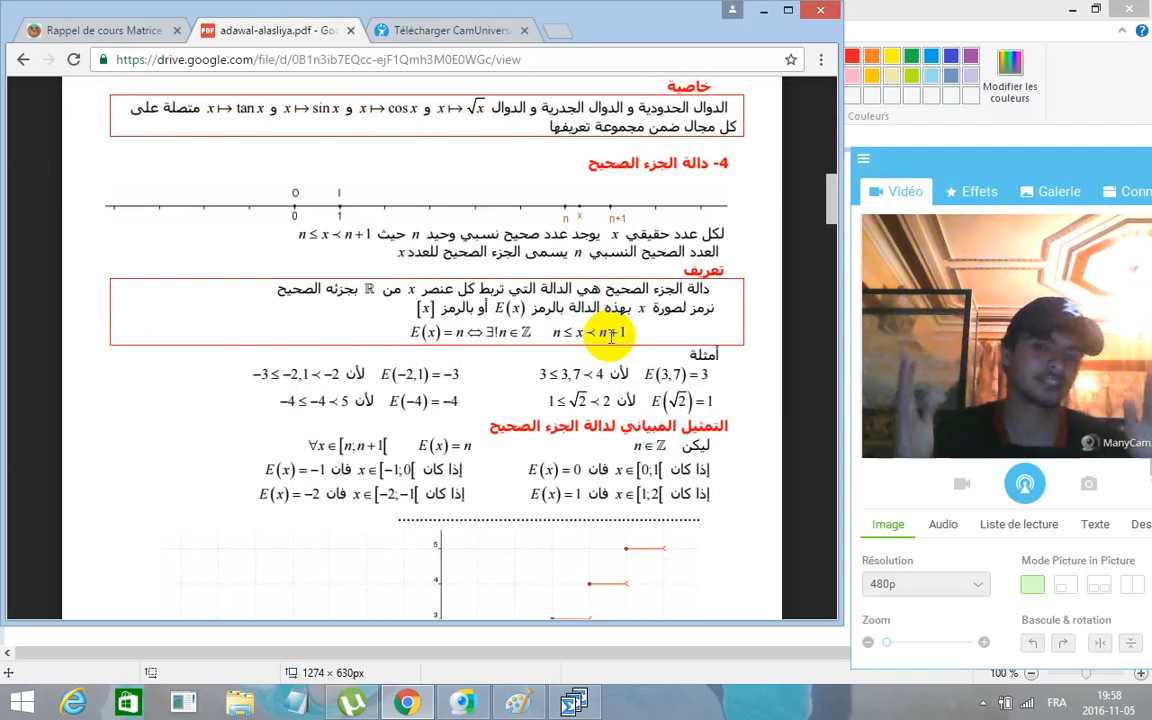 Rappel de cours Matrice
adawal-alasliya.pdf - Goo
Télécharger CamUnivers
https://drive.google.com/file/d/0B1n3ib7EQcc-ejF1Qmh3M0E0WGc/view
خاصية
الدوال الحدودية و الدوال الجدرية و الدوال x ↦ √x و x ↦ cos x و x ↦ sin x و x ↦ tan x متصلة على
كل مجال ضمن مجموعة تعريفها
4- دالة الجزء الصحيح
O I
0 1 n x n+1
لكل عدد حقيقي x يوجد عدد صحيح نسبي وحيد n حيث n ≤ x ≺ n+1
العدد الصحيح النسبي n يسمى الجزء الصحيح للعدد x
تعريف
دالة الجزء الصحيح هي الدالة التي تربط كل عنصر x من ℝ بجزئه الصحيح
نرمز لصورة x بهذه الدالة بالرمز E(x) أو بالرمز [x]
E(x) = n ⇔ ∃!n ∈ ℤ n ≤ x ≺ n+1
أمثلة
E(3,7) = 3 لأن 3 ≤ 3,7 ≺ 4 E(−2,1) = −3 لأن −3 ≤ −2,1 ≺ −2
E(√2) = 1 لأن 1 ≤ √2 ≺ 2 E(−4) = −4 لأن −4 ≤ −4 ≺ 5
التمثيل المبياني لدالة الجزء الصحيح
ليكن n ∈ ℤ E(x) = n ∀x ∈ [n; n+1[
إذا كان x ∈ [0;1[ فان E(x) = 0 إذا كان x ∈ [−1;0[ فان E(x) = −1
إذا كان x ∈ [1;2[ فان E(x) = 1 إذا كان x ∈ [−2;−1[ فان E(x) = −2
5
4
3
Modifier les
couleurs
Couleurs
Vidéo
Effets
Galerie
Conn
ManyCam
Image
Audio
Liste de lecture
Texte
Des
Résolution
Mode Picture in Picture
480p
Zoom
Bascule & rotation
1274 × 630px
100 %
FRA
19:58
2016-11-05